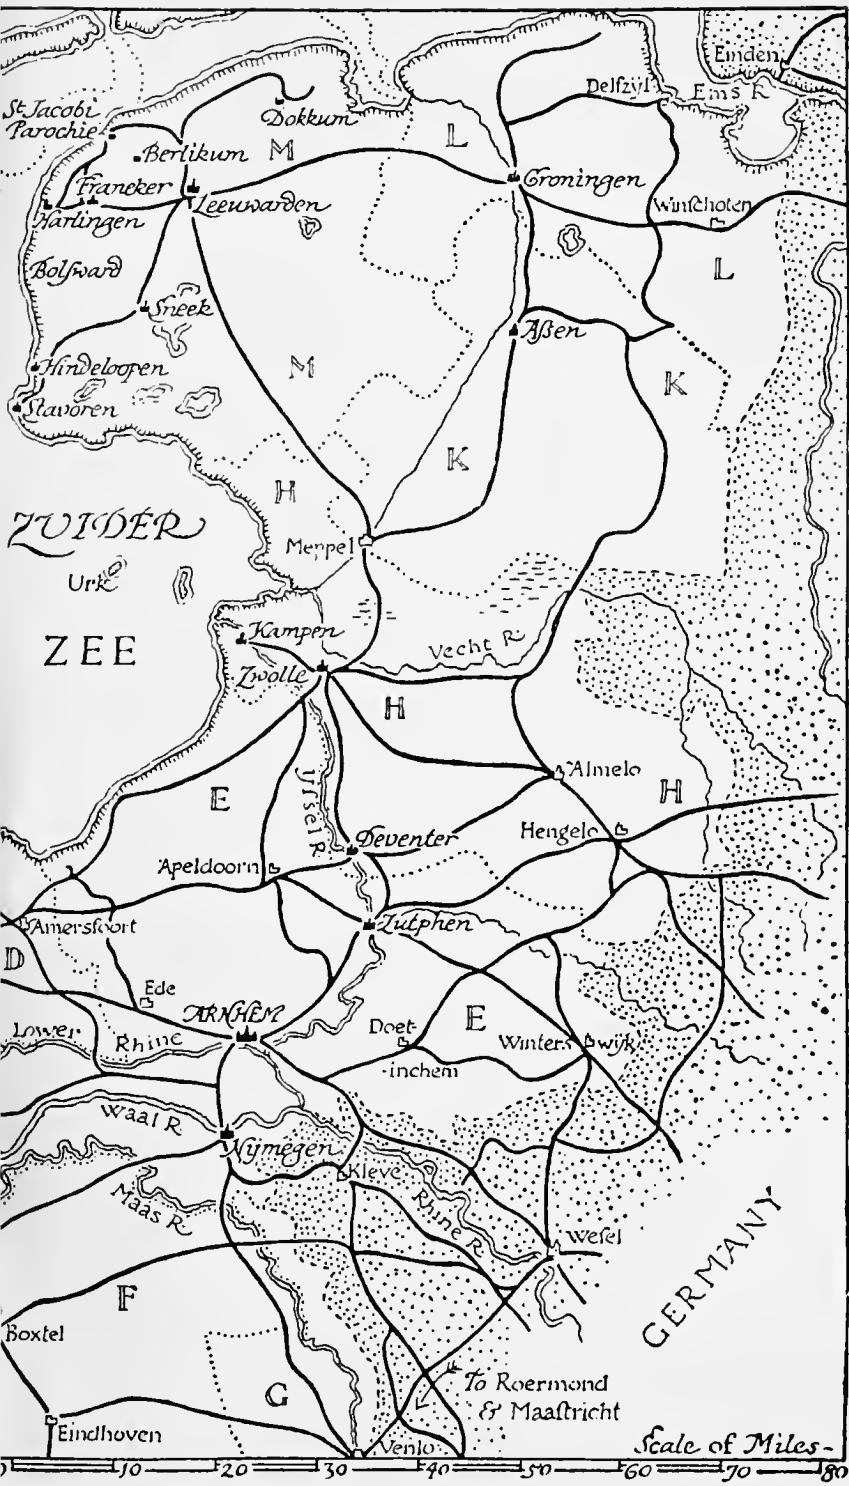 Emden
Delfzÿl
Ems R
Dokkum
St. Jacobi
Parochie
Berlikum
M
L
Franeker
Groningen
Harlingen
Leeuwarden
Winschoten
Bolsward
L
Sneek
Aßen
Hindeloopen
M
K
Stavoren
K
H
ZUIDER
Meppel
Urk
Kampen
ZEE
Vecht R
Zwolle
H
Almelo
E
H
IJssel R
Hengelo
Deventer
Apeldoorn
Zutphen
Amersfoort
D
Ede
ARNHEM
E
Lower
Rhine
Doet-
-inchem
Winterswijk
Waal R
Nymegen
Kleve
Maas R
Rhine R
Wesel
GERMANY
F
Boxtel
To Roermond
& Maastricht
G
Eindhoven
Venlo
Scale of Miles-
0 10 20 30 40 50 60 70 80